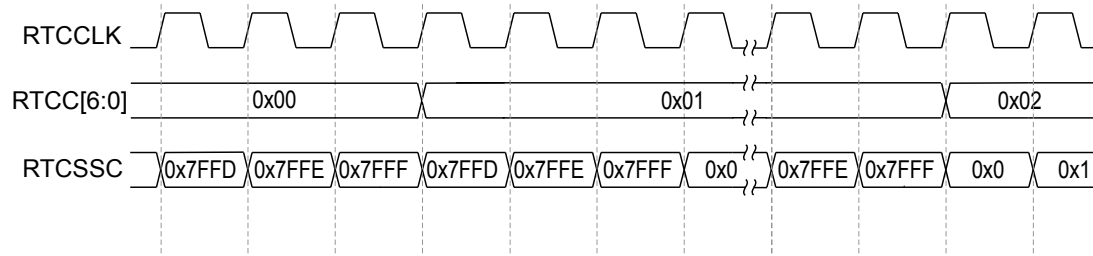 RTCCLK
RTCC[6:0] 0x00 0x01 0x02
RTCSSC 0x7FFD 0x7FFE 0x7FFF 0x7FFD 0x7FFE 0x7FFF 0x0 0x7FFE 0x7FFF 0x0 0x1